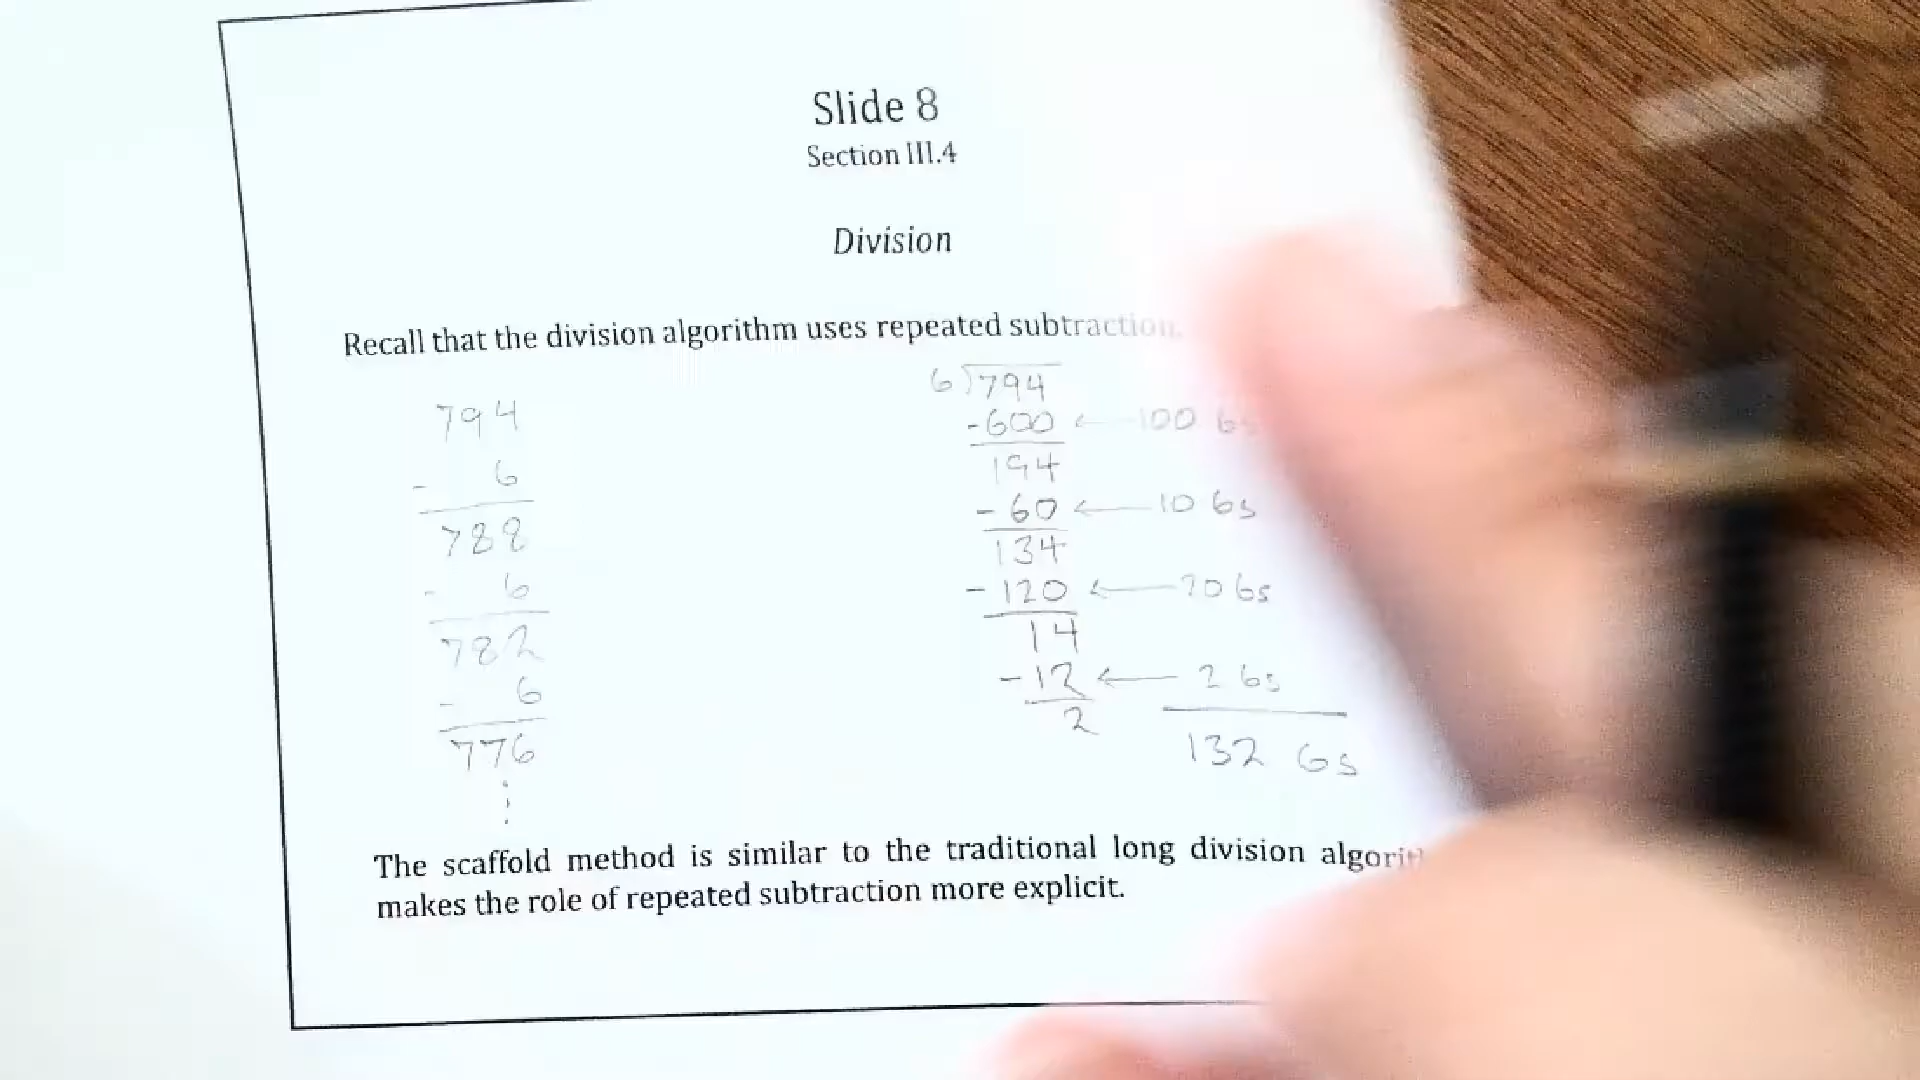 Slide 8
Section III.4
Division
Recall that the division algorithm uses repeated subtraction.
794
- 6
788
- 6
782
- 6
776
⋮
6)794
-600 ← 100 6s
194
-60 ← 10 6s
134
-120 ← 20 6s
14
-12 ← 2 6s
2
132 6s
The scaffold method is similar to the traditional long division
makes the role of repeated subtraction more explicit.